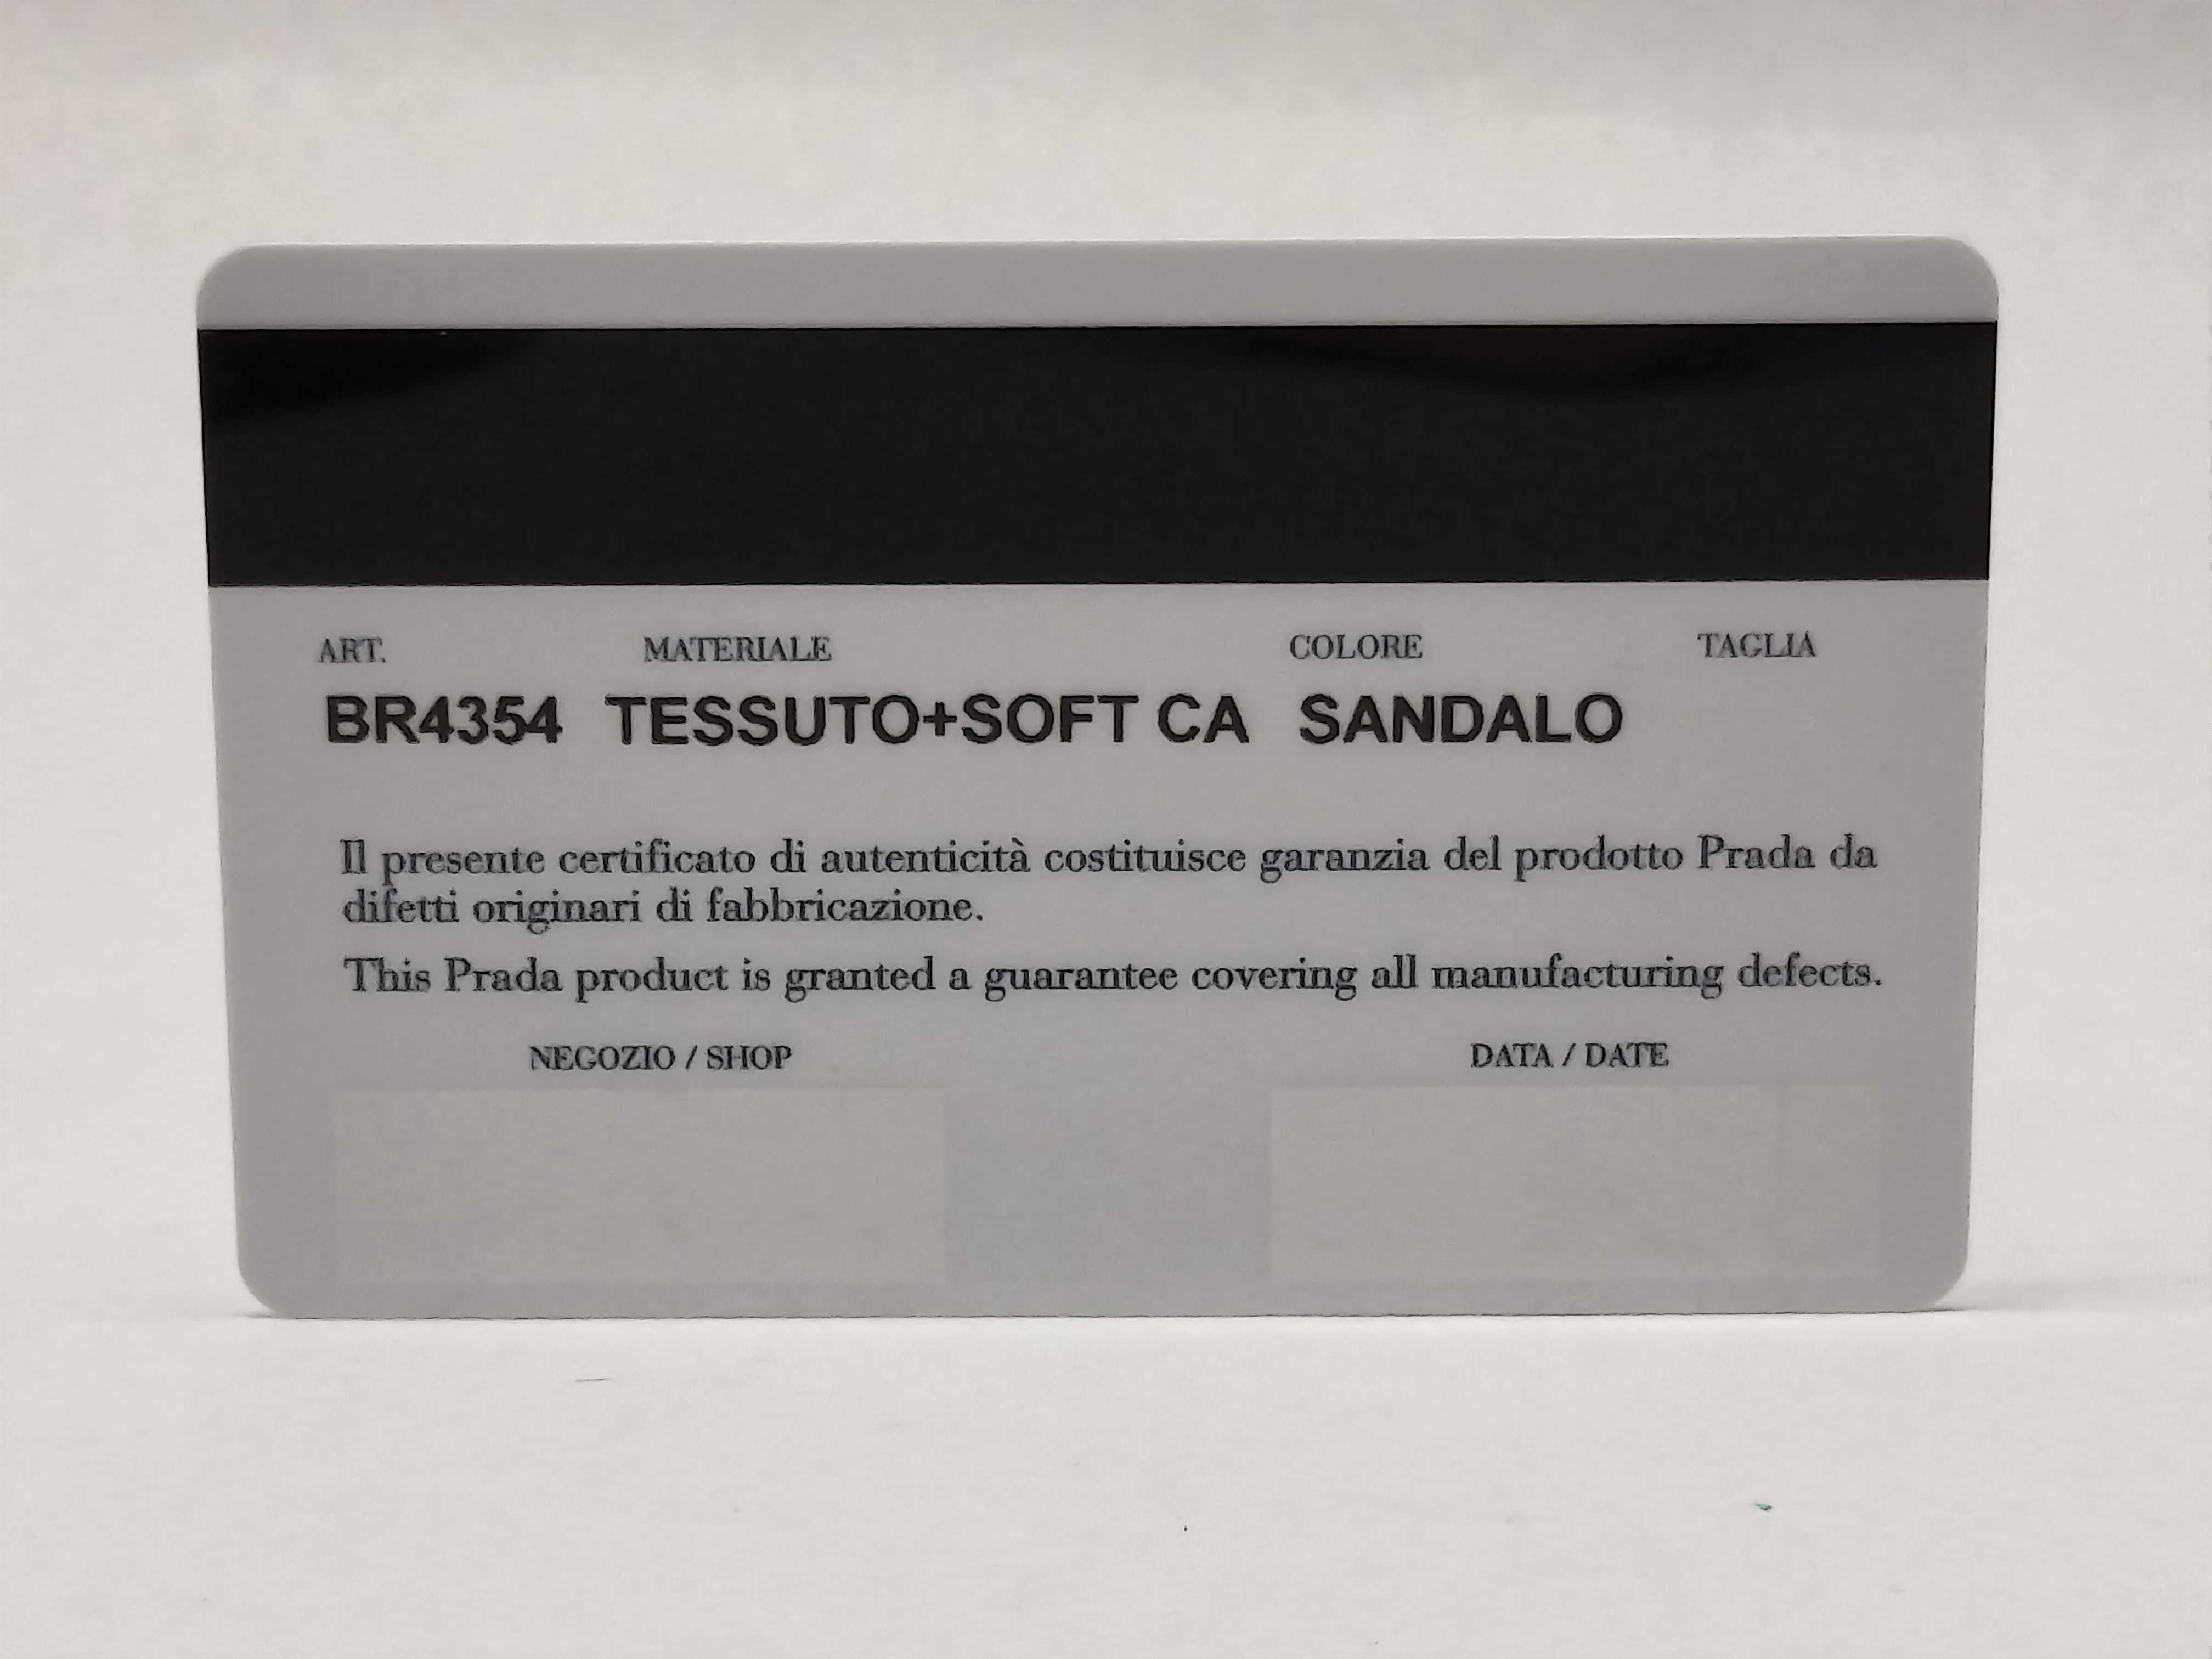 ART. MATERIALE COLORE TAGLIA
BR4354 TESSUTO+SOFT CA SANDALO
Il presente certificato di autenticità costituisce garanzia del prodotto Prada da
difetti originari di fabbricazione.
This Prada product is granted a guarantee covering all manufacturing defects.
NEGOZIO / SHOP DATA / DATE